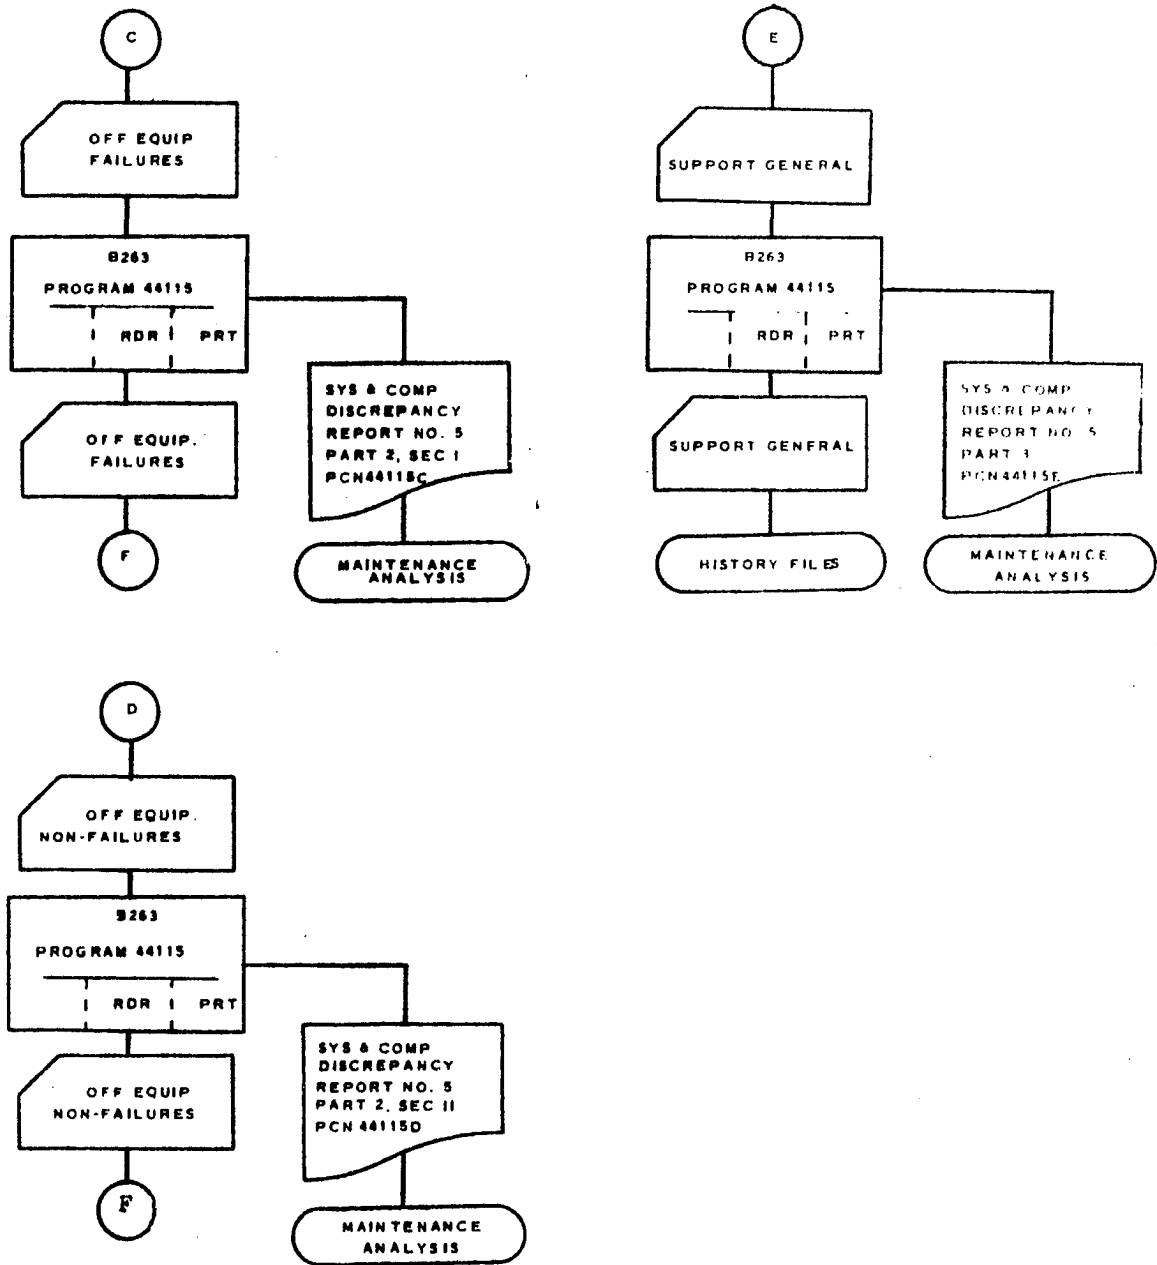 C
OFF EQUIP
FAILURES
B263
PROGRAM 44115
RDR PRT
OFF EQUIP.
FAILURES
F
SYS & COMP
DISCREPANCY
REPORT NO. 5
PART 2, SEC I
PCN44115C
MAINTENANCE
ANALYSIS
E
SUPPORT GENERAL
B263
PROGRAM 44115
RDR PRT
SUPPORT GENERAL
HISTORY FILES
SYS & COMP
DISCREPANCY
REPORT NO. 5
PART 3
PCN44115E
MAINTENANCE
ANALYSIS
D
OFF EQUIP.
NON-FAILURES
B263
PROGRAM 44115
RDR PRT
OFF EQUIP
NON-FAILURES
F
SYS & COMP
DISCREPANCY
REPORT NO. 5
PART 2, SEC II
PCN 44115D
MAINTENANCE
ANALYSIS